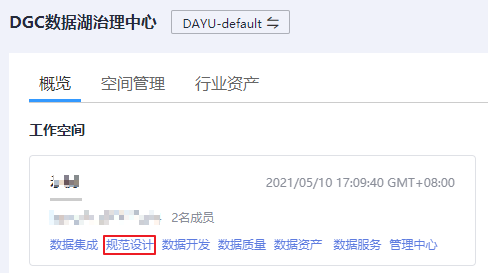 DGC数据湖治理中心 DAYU-default
概览 空间管理 行业资产
工作空间
2021/05/10 17:09:40 GMT+08:00
2名成员
数据集成 规范设计 数据开发 数据质量 数据资产 数据服务 管理中心